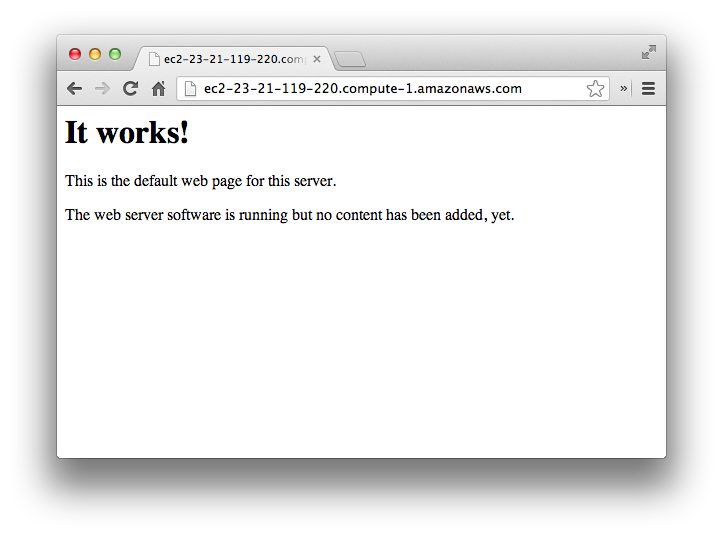 ec2-23-21-119-220.com
ec2-23-21-119-220.compute-1.amazonaws.com
It works!
This is the default web page for this server.
The web server software is running but no content has been added, yet.